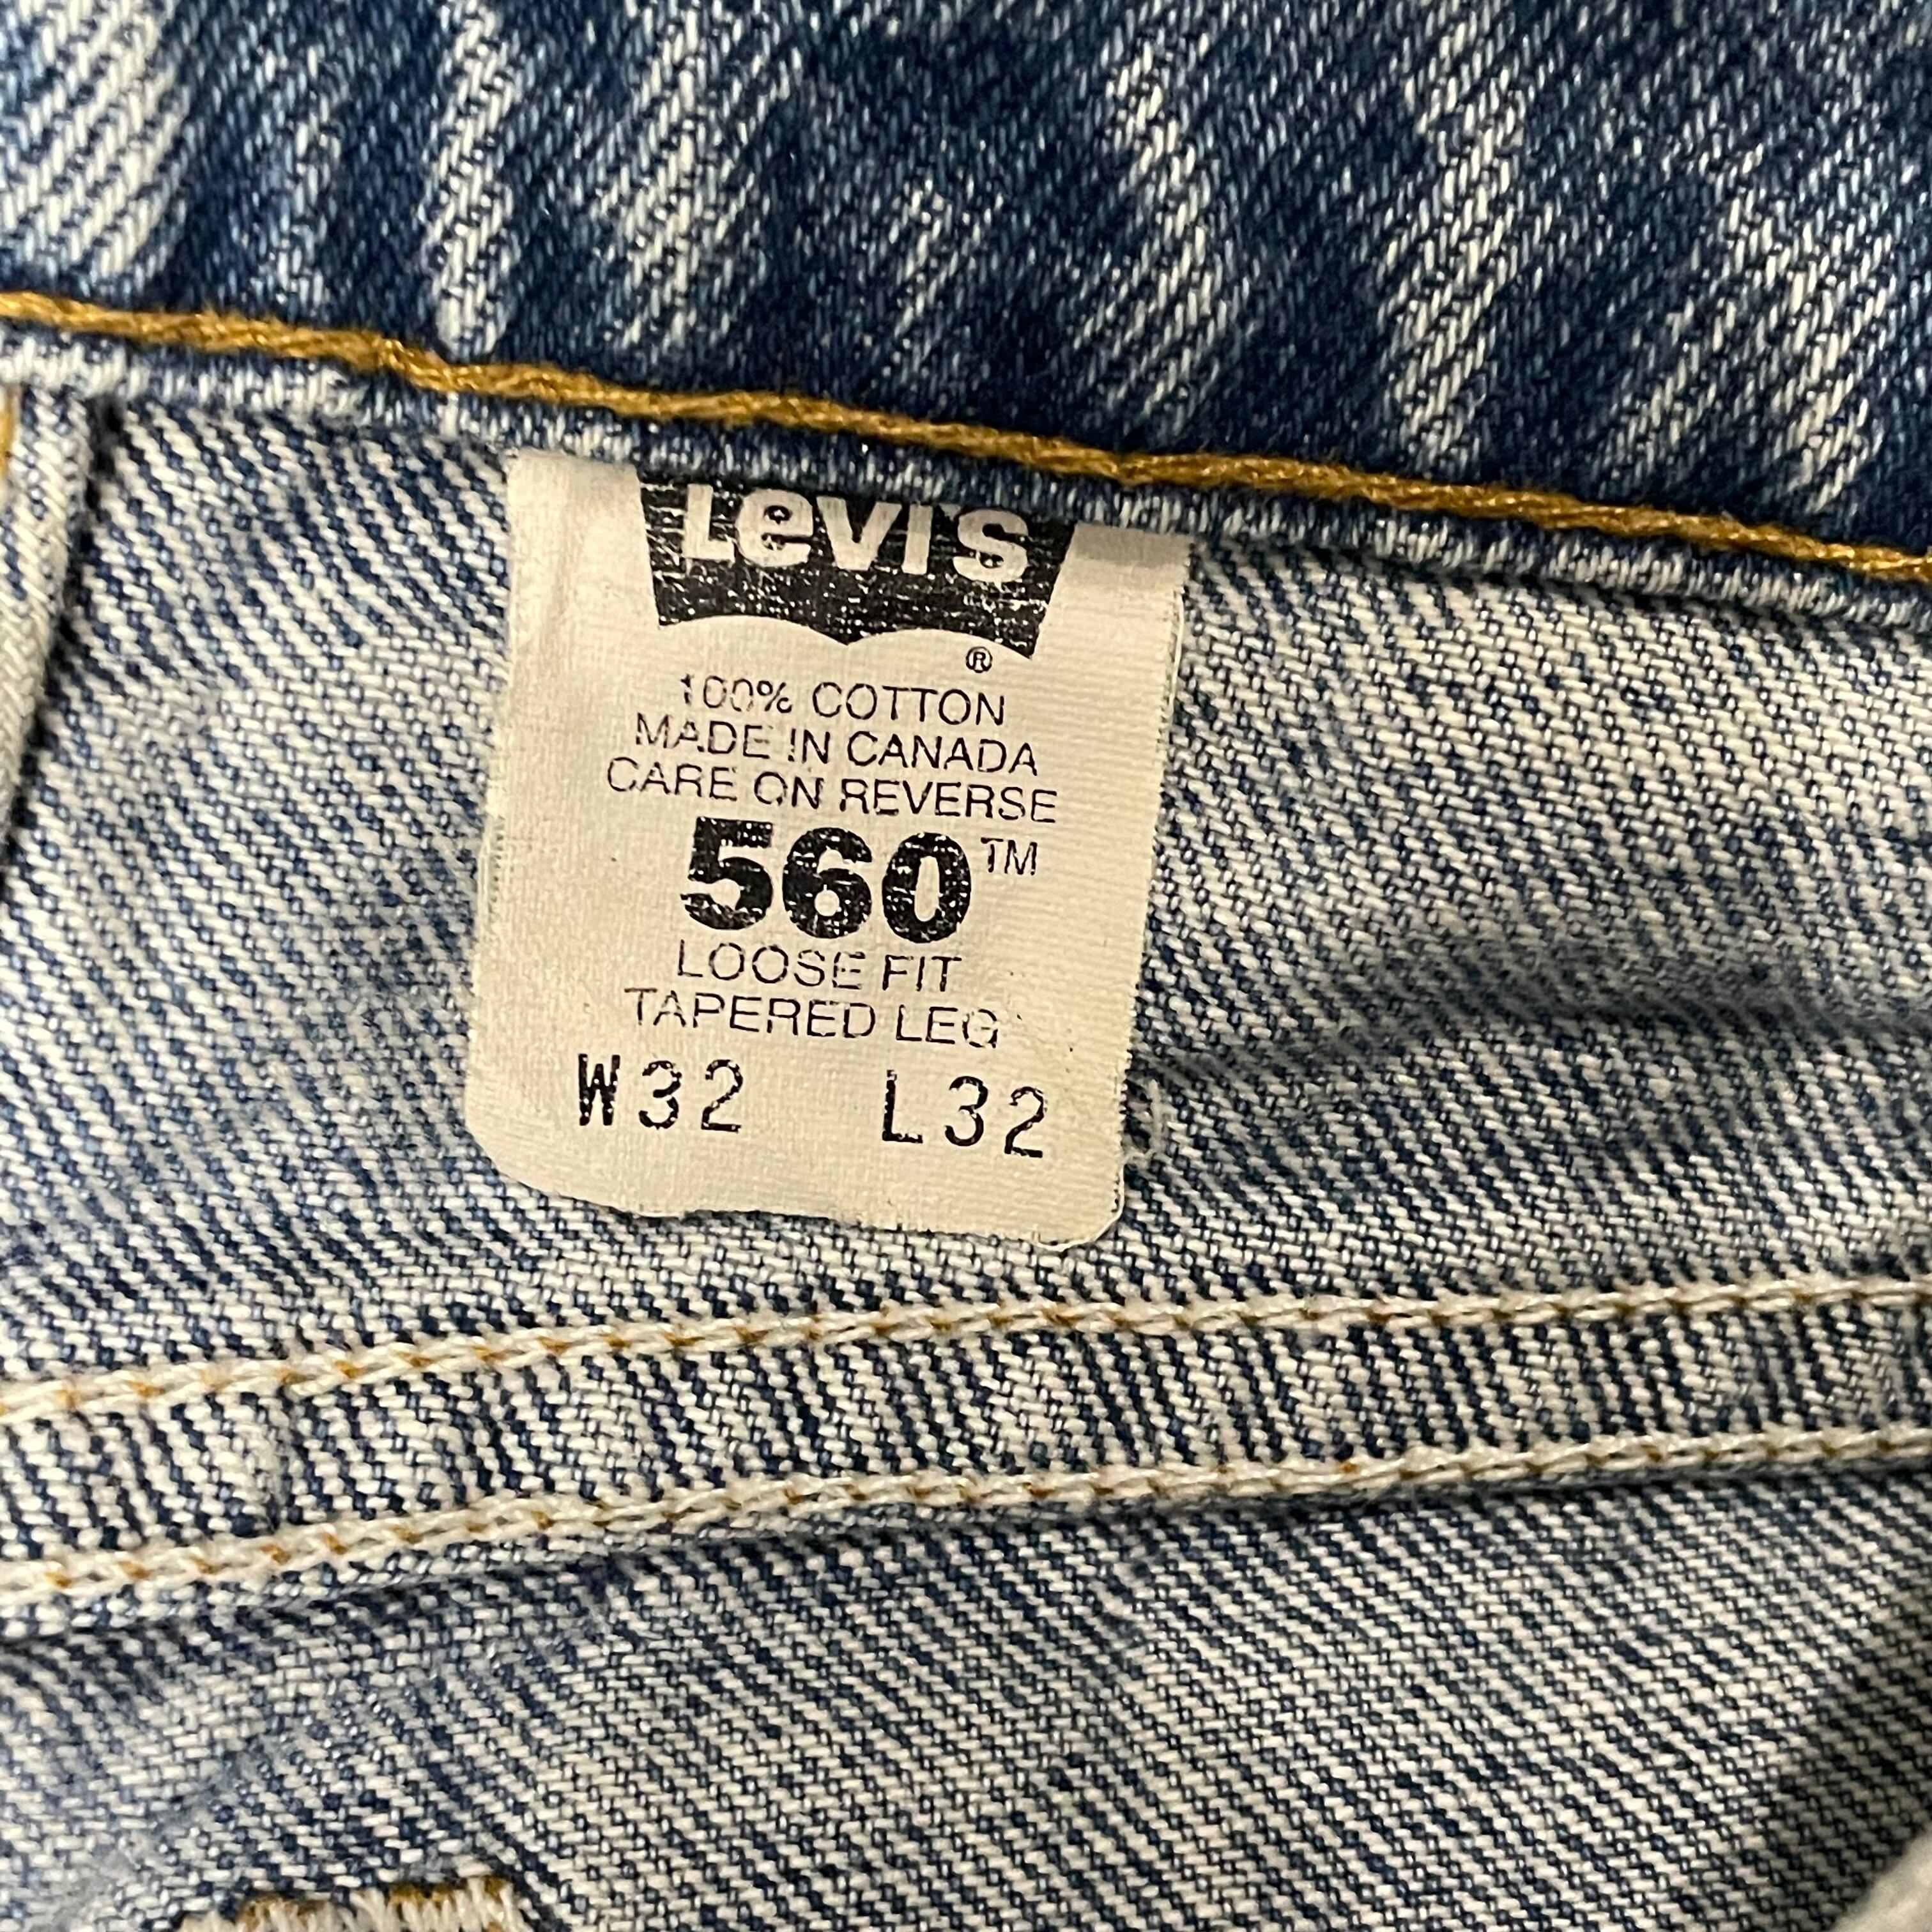 Levi's
®
100% COTTON
MADE IN CANADA
CARE ON REVERSE
560™
LOOSE FIT
TAPERED LEG
W32 L32